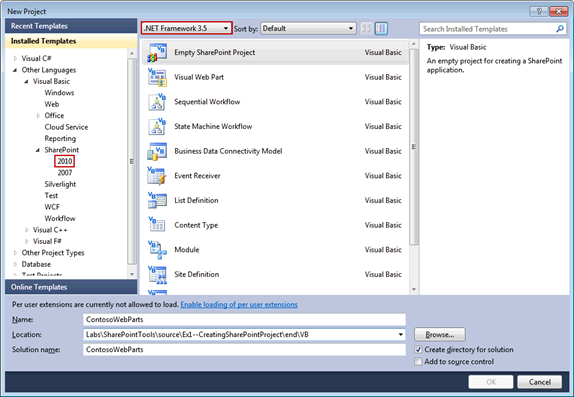 New Project
Recent Templates
.NET Framework 3.5 Sort by: Default
Search Installed Templates
Installed Templates
Visual C#
Other Languages
Visual Basic
Windows
Web
Office
Cloud Service
Reporting
SharePoint
2010
2007
Silverlight
Test
WCF
Workflow
Visual C++
Visual F#
Other Project Types
Database
Test Projects
Online Templates
Empty SharePoint Project Visual Basic
Visual Web Part Visual Basic
Sequential Workflow Visual Basic
State Machine Workflow Visual Basic
Business Data Connectivity Model Visual Basic
Event Receiver Visual Basic
List Definition Visual Basic
Content Type Visual Basic
Module Visual Basic
Site Definition Visual Basic
Type: Visual Basic
An empty project for creating a SharePoint
application.
Per user extensions are currently not allowed to load. Enable loading of per user extensions
Name: ContosoWebParts
Location: Labs\SharePointTools\source\Ex1--CreatingSharePointProject\end\VB
Browse...
Solution name: ContosoWebParts
Create directory for solution
Add to source control
OK Cancel